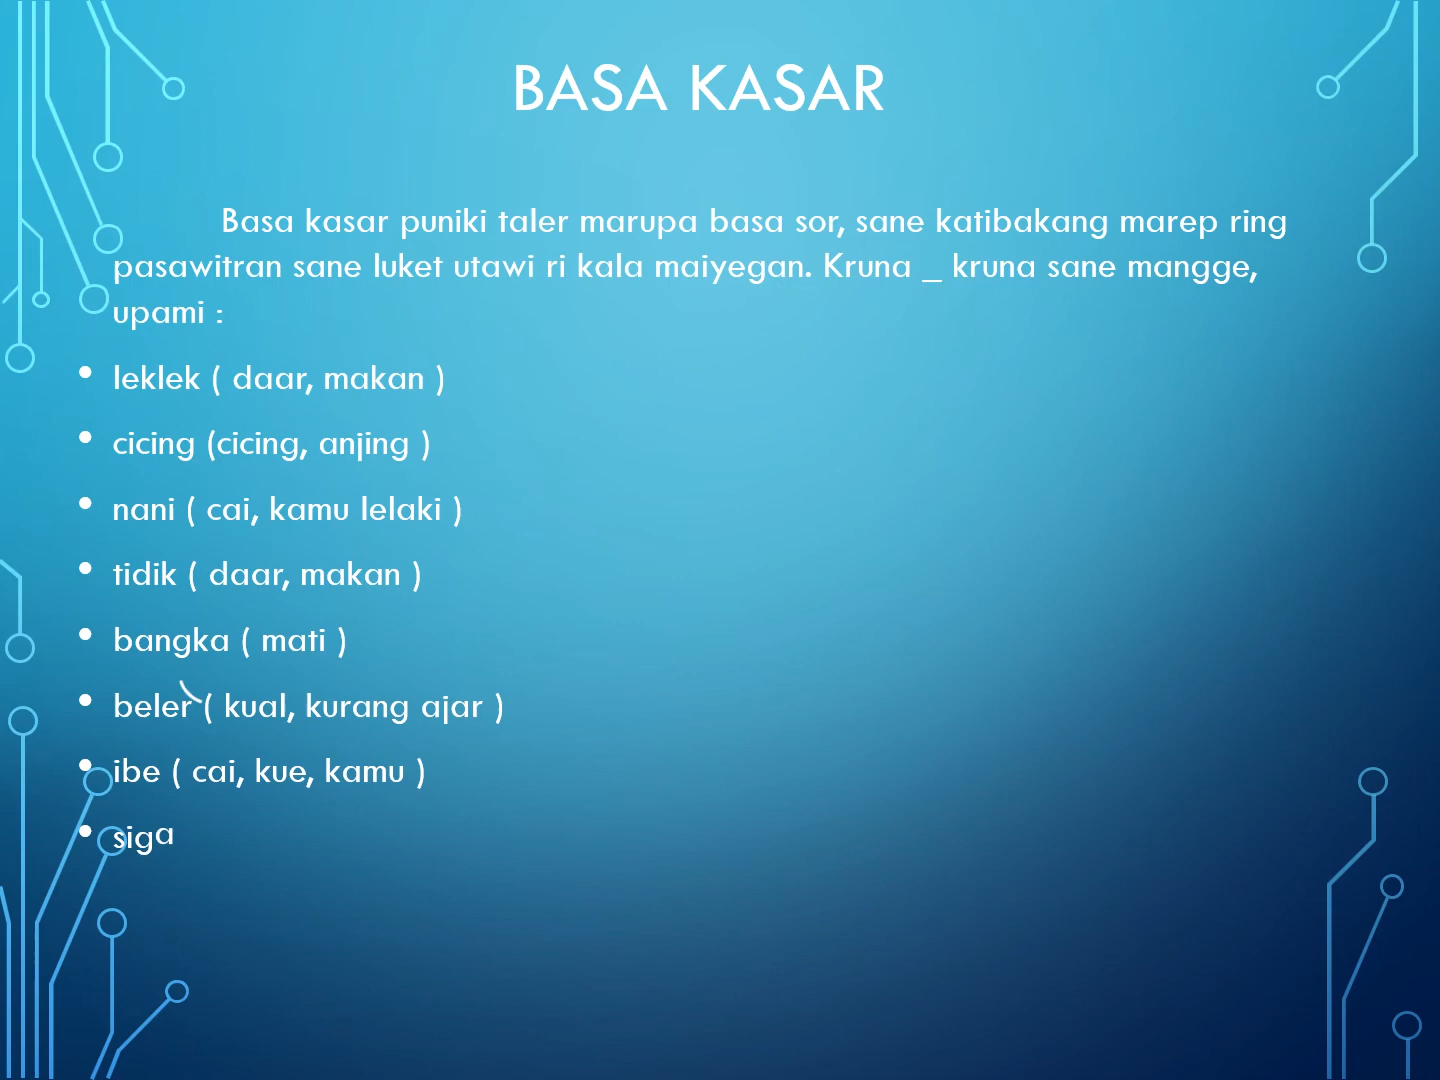 BASA KASAR
Basa kasar puniki taler marupa basa sor, sane katibakang marep ring
pasawitran sane luket utawi ri kala maiyegan. Kruna _ kruna sane mangge,
upami :
• leklek ( daar, makan )
• cicing (cicing, anjing )
• nani ( cai, kamu lelaki )
• tidik ( daar, makan )
• bangka ( mati )
• beler ( kual, kurang ajar )
• ibe ( cai, kue, kamu )
• siga